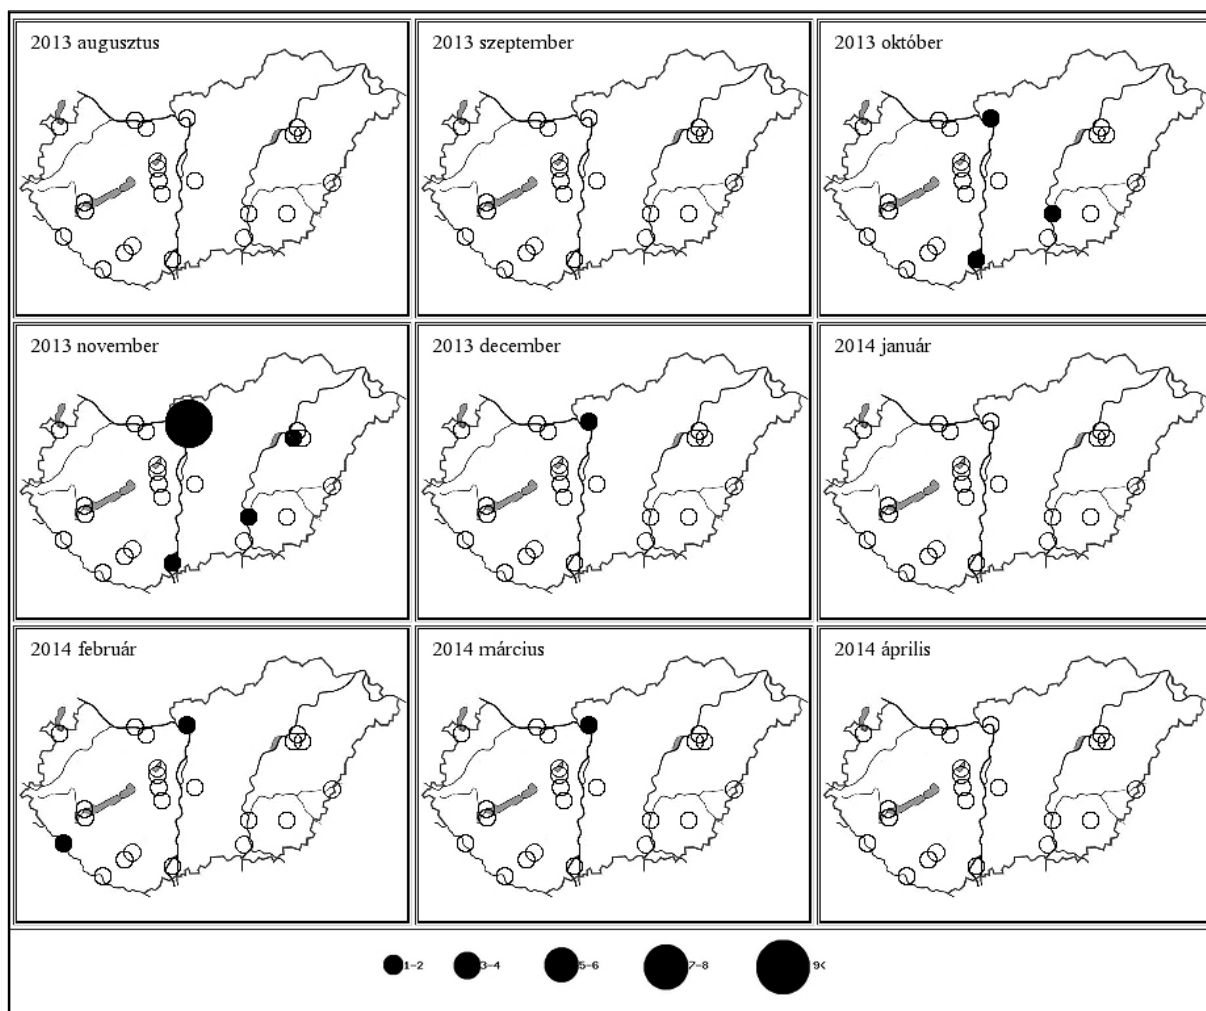 2013 augusztus
2013 szeptember
2013 október
2013 november
2013 december
2014 január
2014 február
2014 március
2014 április
1-2 3-4 5-6 7-8 9<